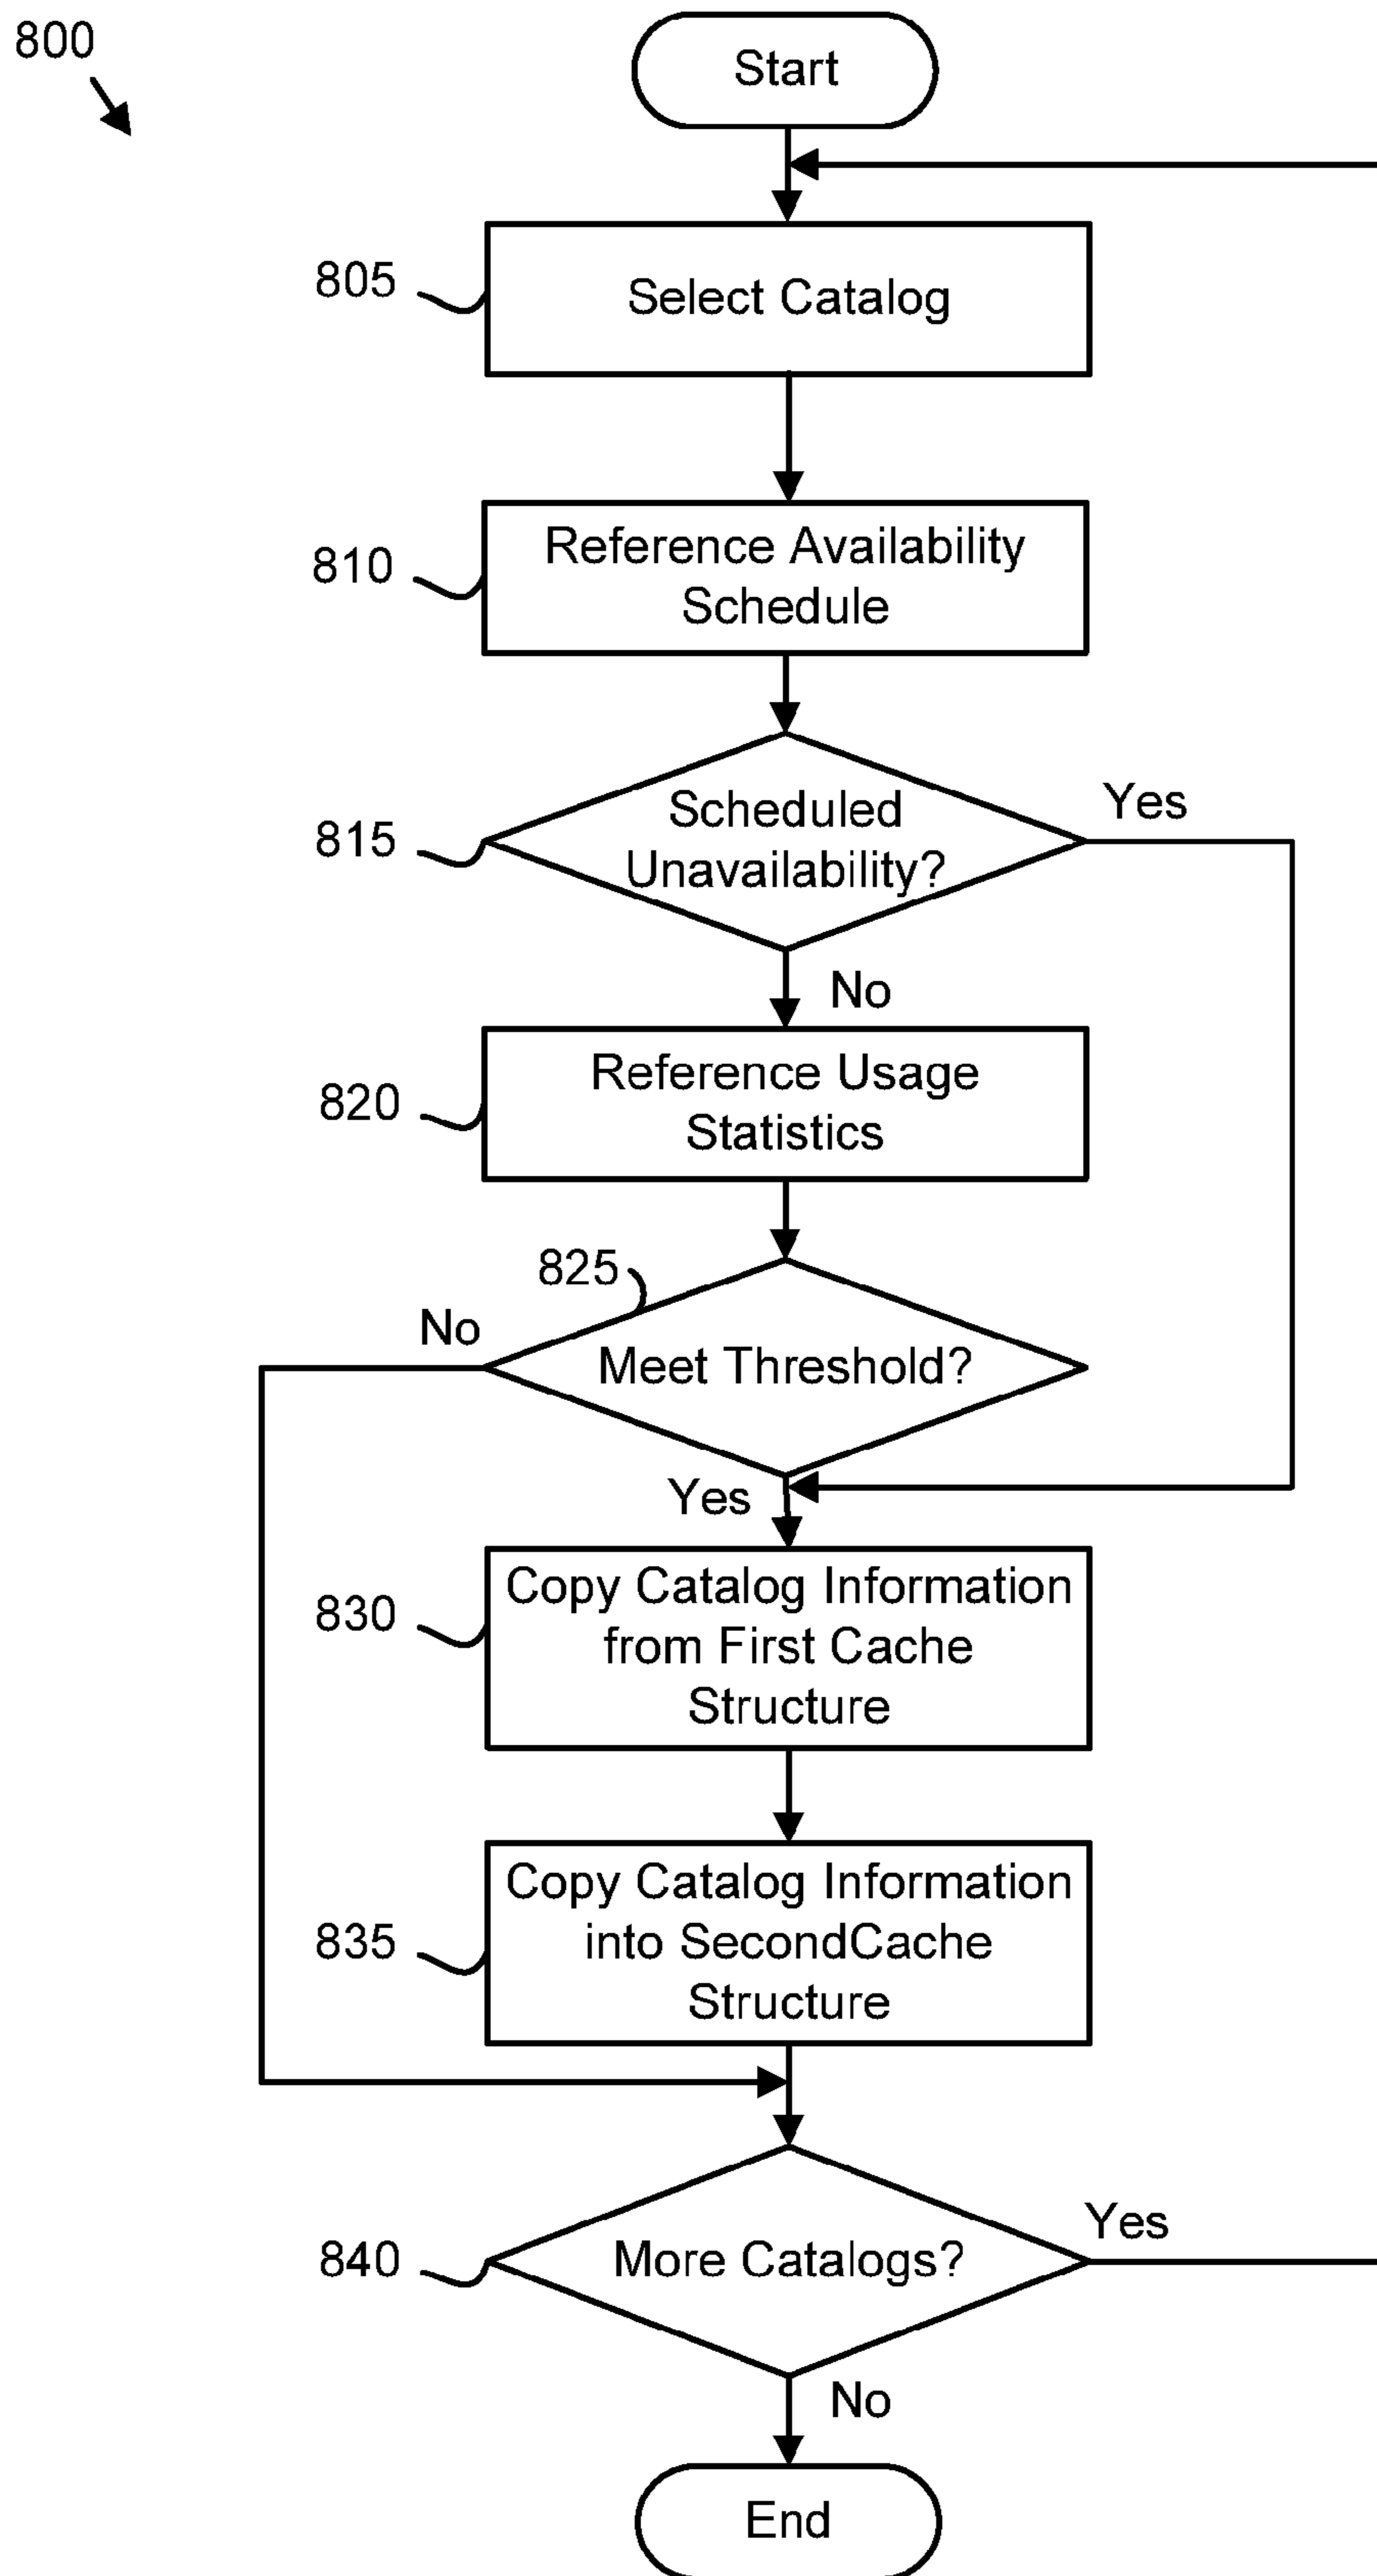 800
Start
805
Select Catalog
810
Reference Availability
Schedule
815
Scheduled
Unavailability?
Yes
No
820
Reference Usage
Statistics
825
No
Meet Threshold?
Yes
830
Copy Catalog Information
from First Cache
Structure
835
Copy Catalog Information
into SecondCache
Structure
840
More Catalogs?
Yes
No
End